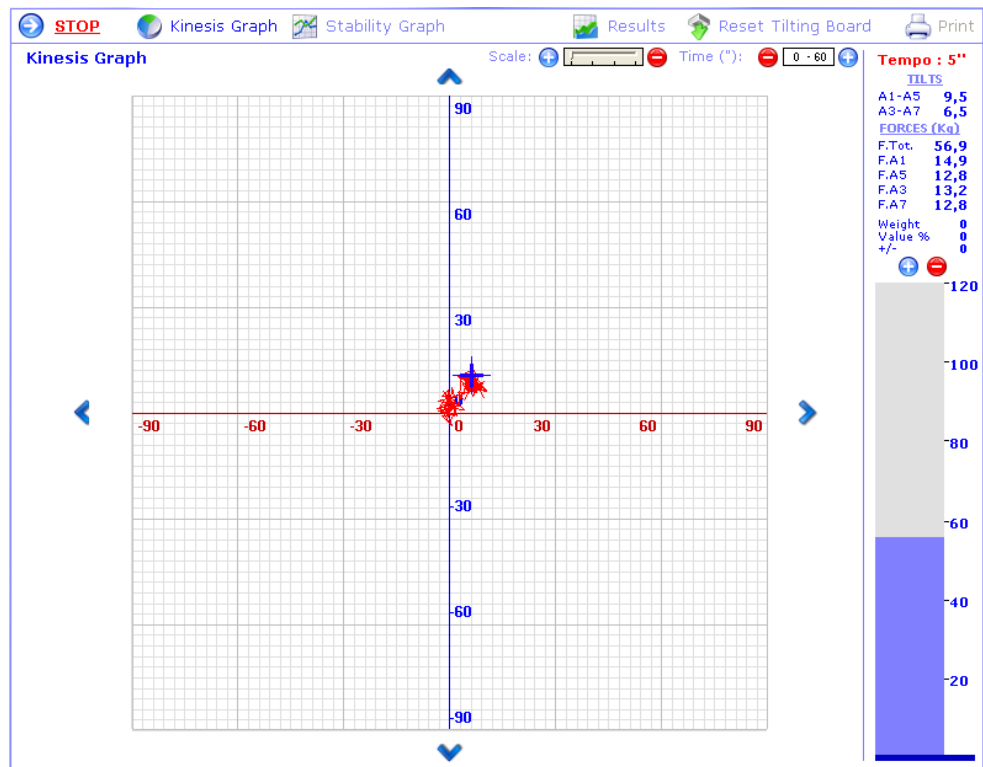 STOP Kinesis Graph Stability Graph Results Reset Tilting Board Print
Kinesis Graph Scale: Time ("): 0 - 60
Tempo : 5''
TILTS
A1-A5 9,5
A3-A7 6,5
FORCES (Kg)
F.Tot. 56,9
F.A1 14,9
F.A5 12,8
F.A3 13,2
F.A7 12,8
Weight 0
Value % 0
+/- 0
90
60
30
-90 -60 -30 0 30 60 90
-30
-60
-90
120
100
80
60
40
20